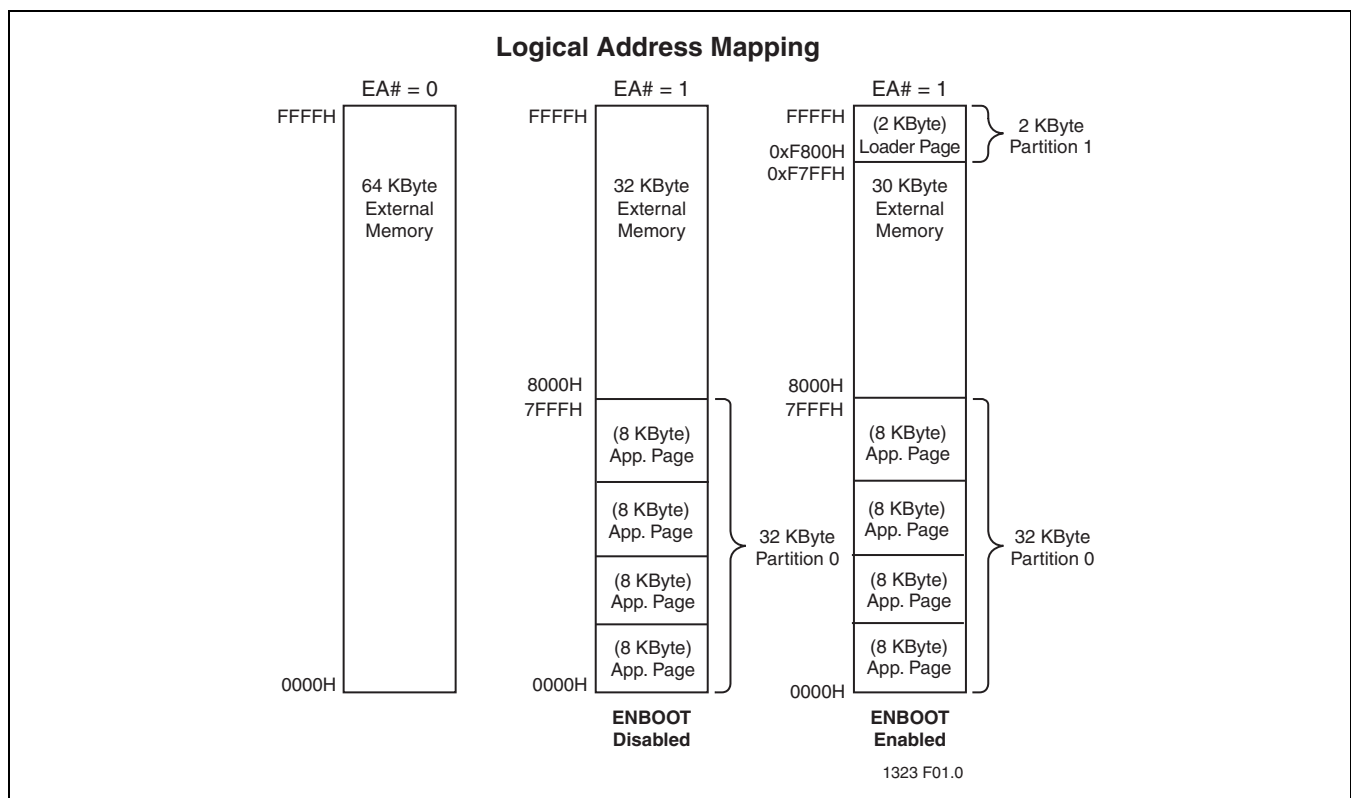 Logical Address Mapping
EA# = 0
FFFFH
64 KByte
External
Memory
0000H
EA# = 1
FFFFH
32 KByte
External
Memory
8000H
7FFFH
(8 KByte)
App. Page
(8 KByte)
App. Page
(8 KByte)
App. Page
(8 KByte)
App. Page
32 KByte
Partition 0
0000H
ENBOOT
Disabled
EA# = 1
FFFFH
(2 KByte)
Loader Page
2 KByte
Partition 1
0xF800H
0xF7FFH
30 KByte
External
Memory
8000H
7FFFH
(8 KByte)
App. Page
(8 KByte)
App. Page
(8 KByte)
App. Page
(8 KByte)
App. Page
32 KByte
Partition 0
0000H
ENBOOT
Enabled
1323 F01.0